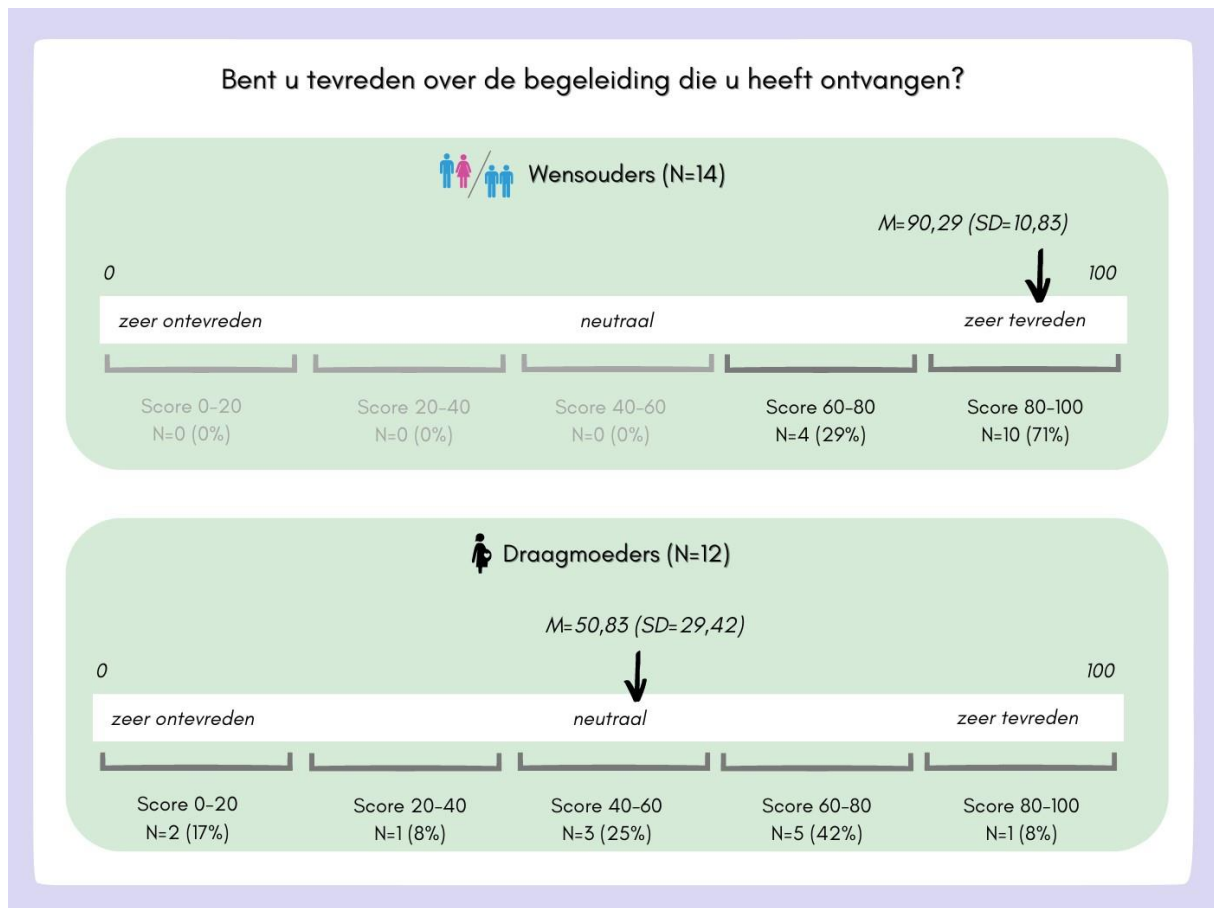 Bent u tevreden over de begeleiding die u heeft ontvangen?
Wensouders (N=14)
M=90,29 (SD=10,83)
0 100
zeer ontevreden neutraal zeer tevreden
Score 0-20 Score 20-40 Score 40-60 Score 60-80 Score 80-100
N=0 (0%) N=0 (0%) N=0 (0%) N=4 (29%) N=10 (71%)
Draagmoeders (N=12)
M=50,83 (SD=29,42)
0 100
zeer ontevreden neutraal zeer tevreden
Score 0-20 Score 20-40 Score 40-60 Score 60-80 Score 80-100
N=2 (17%) N=1 (8%) N=3 (25%) N=5 (42%) N=1 (8%)